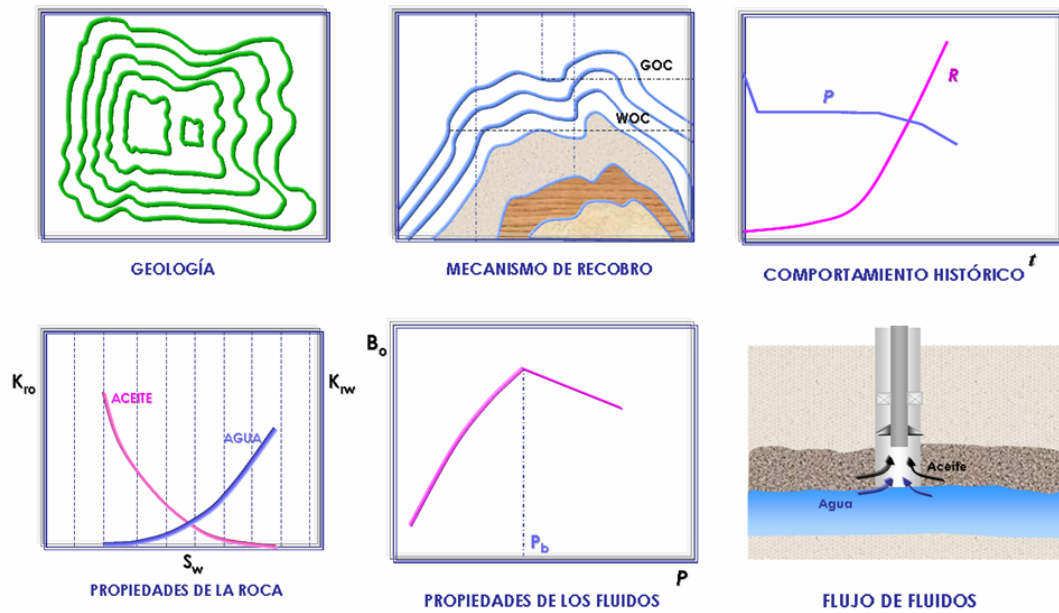 GEOLOGÍA
GOC
WOC
MECANISMO DE RECOBRO
R
P
t
COMPORTAMIENTO HISTÓRICO
Kro
Krw
ACEITE
AGUA
Sw
PROPIEDADES DE LA ROCA
Bo
Pb
P
PROPIEDADES DE LOS FLUIDOS
Aceite
Agua
FLUJO DE FLUIDOS